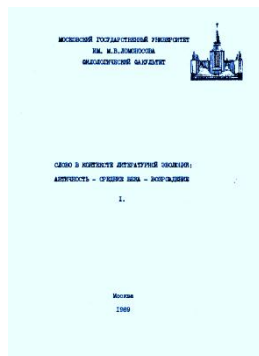 МОСКОВСКИЙ ГОСУДАРСТВЕННЫЙ УНИВЕРСИТЕТ
ИМ. М.В.ЛОМОНОСОВА
ФИЛОЛОГИЧЕСКИЙ ФАКУЛЬТЕТ
СЛОВО В КОНТЕКСТЕ ЛИТЕРАТУРНОЙ ЭВОЛЮЦИИ:
АНТИЧНОСТЬ - СРЕДНИЕ ВЕКА - ВОЗРОЖДЕНИЕ
I.
Москва
1989